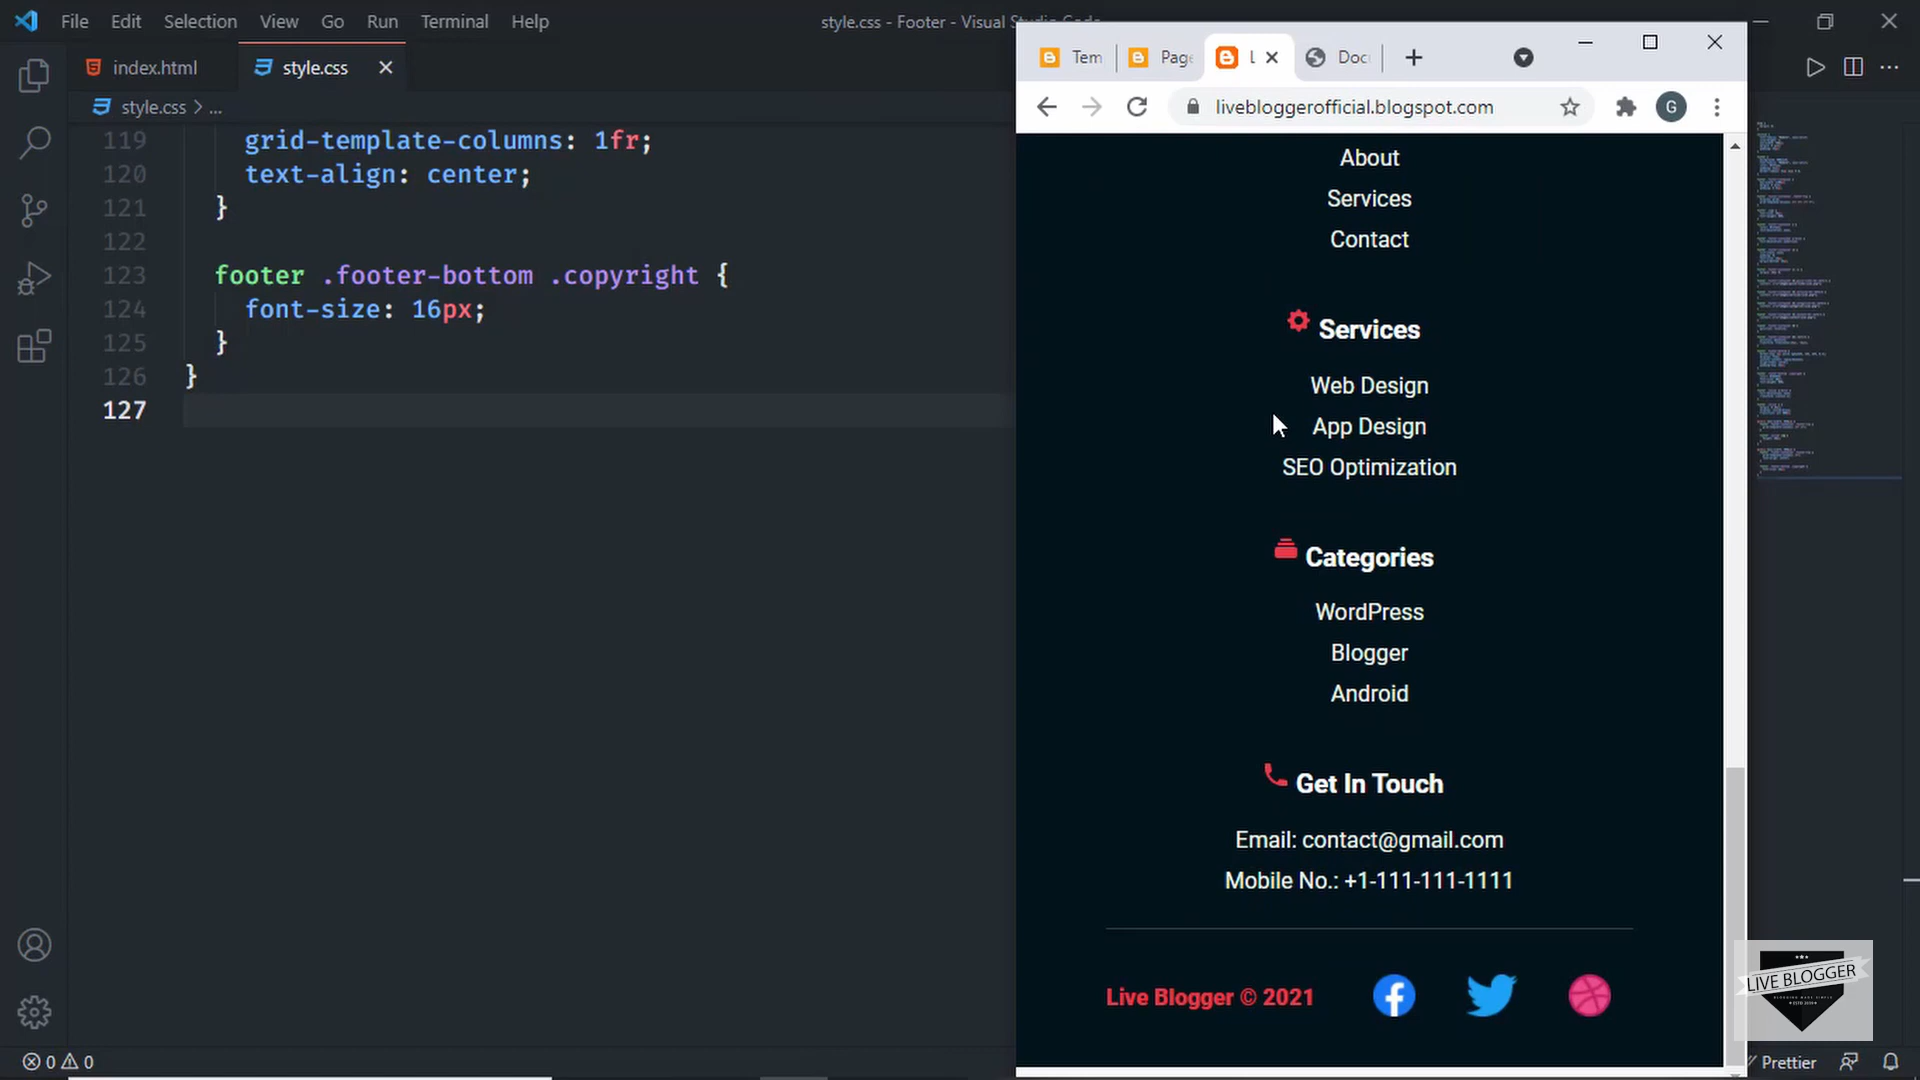 File Edit Selection View Go Run Terminal Help
style.css - Footer - Visual Studio Code
index.html
style.css
style.css > ...
119 grid-template-columns: 1fr;
120 text-align: center;
121 }
122
123 footer .footer-bottom .copyright {
124 font-size: 16px;
125 }
126 }
127
0 0
Tem
Page
L
Doc
G
livebloggerofficial.blogspot.com
About
Services
Contact
Services
Web Design
App Design
SEO Optimization
Categories
WordPress
Blogger
Android
Get In Touch
Email: contact@gmail.com
Mobile No.: +1-111-111-1111
Live Blogger © 2021
LIVE BLOGGER
Prettier